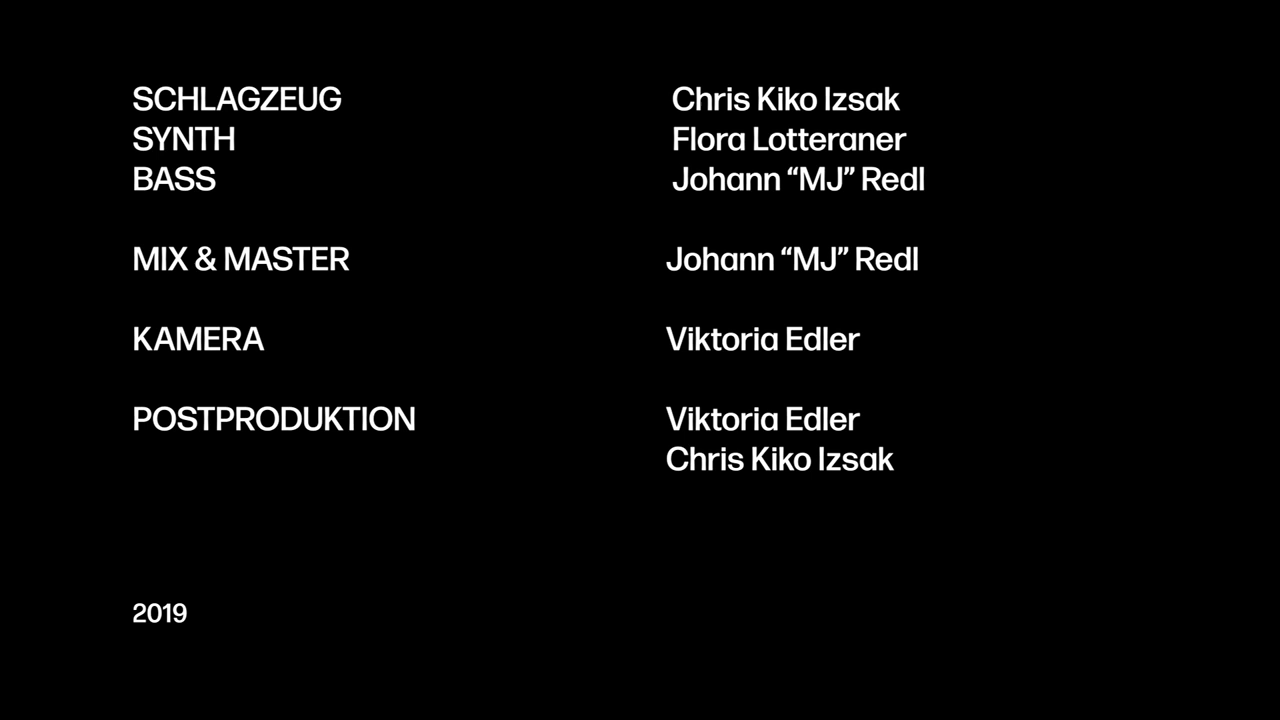 SCHLAGZEUG Chris Kiko Izsak
SYNTH Flora Lotteraner
BASS Johann “MJ” Redl
MIX & MASTER Johann “MJ” Redl
KAMERA Viktoria Edler
POSTPRODUKTION Viktoria Edler
Chris Kiko Izsak
2019